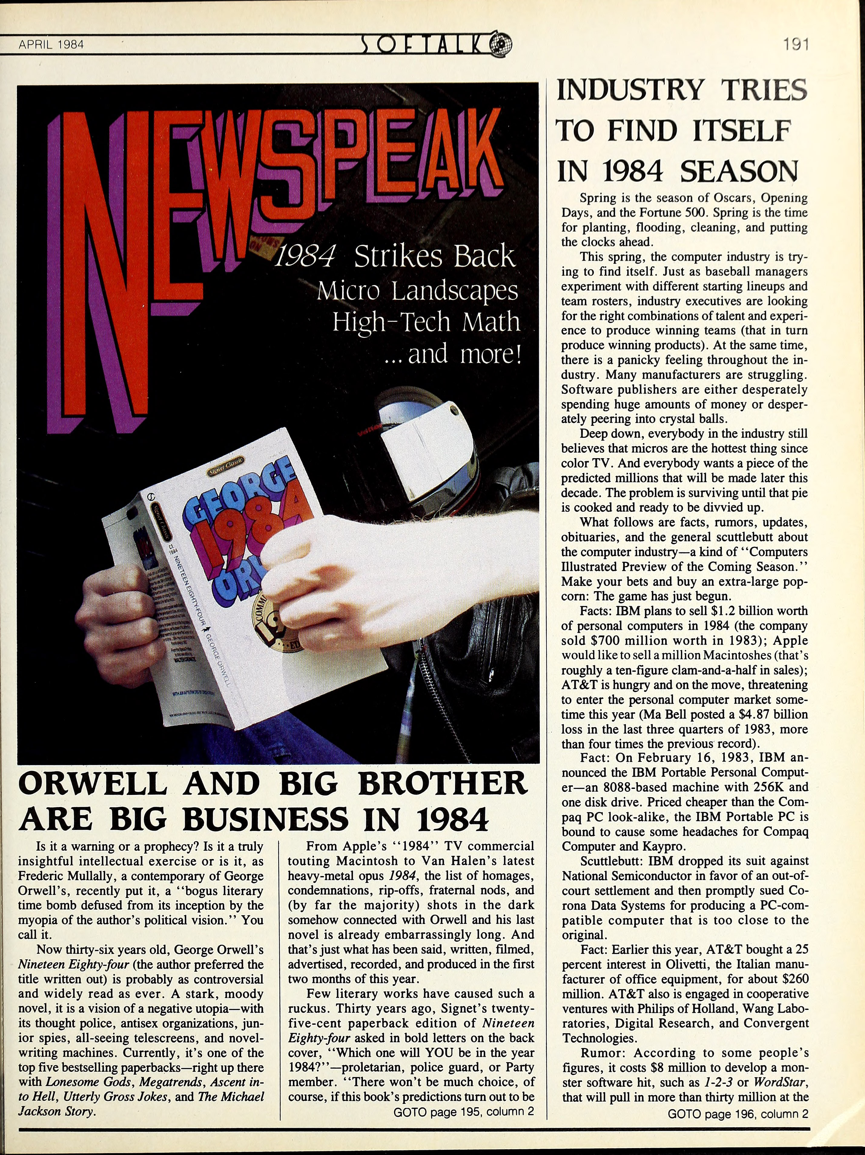 APRIL 1984
SOFTALK
191
NEWSPEAK
1984 Strikes Back
Micro Landscapes
High-Tech Math
...and more!
Signet Classic
GEORGE
1984
NINETEEN EIGHTY-FOUR
GEORGE ORWELL
ORWELL AND BIG BROTHER
ARE BIG BUSINESS IN 1984
Is it a warning or a prophecy? Is it a truly
insightful intellectual exercise or is it, as
Frederic Mullally, a contemporary of George
Orwell's, recently put it, a "bogus literary
time bomb defused from its inception by the
myopia of the author's political vision." You
call it.
Now thirty-six years old, George Orwell's
Nineteen Eighty-four (the author preferred the
title written out) is probably as controversial
and widely read as ever. A stark, moody
novel, it is a vision of a negative utopia—with
its thought police, antisex organizations, jun-
ior spies, all-seeing telescreens, and novel-
writing machines. Currently, it's one of the
top five bestselling paperbacks—right up there
with Lonesome Gods, Megatrends, Ascent in-
to Hell, Utterly Gross Jokes, and The Michael
Jackson Story.
From Apple's "1984" TV commercial
touting Macintosh to Van Halen's latest
heavy-metal opus 1984, the list of homages,
condemnations, rip-offs, fraternal nods, and
(by far the majority) shots in the dark
somehow connected with Orwell and his last
novel is already embarrassingly long. And
that's just what has been said, written, filmed,
advertised, recorded, and produced in the first
two months of this year.
Few literary works have caused such a
ruckus. Thirty years ago, Signet's twenty-
five-cent paperback edition of Nineteen
Eighty-four asked in bold letters on the back
cover, "Which one will YOU be in the year
1984?"—proletarian, police guard, or Party
member. "There won't be much choice, of
course, if this book's predictions turn out to be
GOTO page 195, column 2
INDUSTRY TRIES
TO FIND ITSELF
IN 1984 SEASON
Spring is the season of Oscars, Opening
Days, and the Fortune 500. Spring is the time
for planting, flooding, cleaning, and putting
the clocks ahead.
This spring, the computer industry is try-
ing to find itself. Just as baseball managers
experiment with different starting lineups and
team rosters, industry executives are looking
for the right combinations of talent and experi-
ence to produce winning teams (that in turn
produce winning products). At the same time,
there is a panicky feeling throughout the in-
dustry. Many manufacturers are struggling.
Software publishers are either desperately
spending huge amounts of money or desper-
ately peering into crystal balls.
Deep down, everybody in the industry still
believes that micros are the hottest thing since
color TV. And everybody wants a piece of the
predicted millions that will be made later this
decade. The problem is surviving until that pie
is cooked and ready to be divvied up.
What follows are facts, rumors, updates,
obituaries, and the general scuttlebutt about
the computer industry—a kind of "Computers
Illustrated Preview of the Coming Season."
Make your bets and buy an extra-large pop-
corn: The game has just begun.
Facts: IBM plans to sell $1.2 billion worth
of personal computers in 1984 (the company
sold $700 million worth in 1983); Apple
would like to sell a million Macintoshes (that's
roughly a ten-figure clam-and-a-half in sales);
AT&T is hungry and on the move, threatening
to enter the personal computer market some-
time this year (Ma Bell posted a $4.87 billion
loss in the last three quarters of 1983, more
than four times the previous record).
Fact: On February 16, 1983, IBM an-
nounced the IBM Portable Personal Comput-
er—an 8088-based machine with 256K and
one disk drive. Priced cheaper than the Com-
paq PC look-alike, the IBM Portable PC is
bound to cause some headaches for Compaq
Computer and Kaypro.
Scuttlebutt: IBM dropped its suit against
National Semiconductor in favor of an out-of-
court settlement and then promptly sued Co-
rona Data Systems for producing a PC-com-
patible computer that is too close to the
original.
Fact: Earlier this year, AT&T bought a 25
percent interest in Olivetti, the Italian manu-
facturer of office equipment, for about $260
million. AT&T also is engaged in cooperative
ventures with Philips of Holland, Wang Labo-
ratories, Digital Research, and Convergent
Technologies.
Rumor: According to some people's
figures, it costs $8 million to develop a mon-
ster software hit, such as 1-2-3 or WordStar,
that will pull in more than thirty million at the
GOTO page 196, column 2